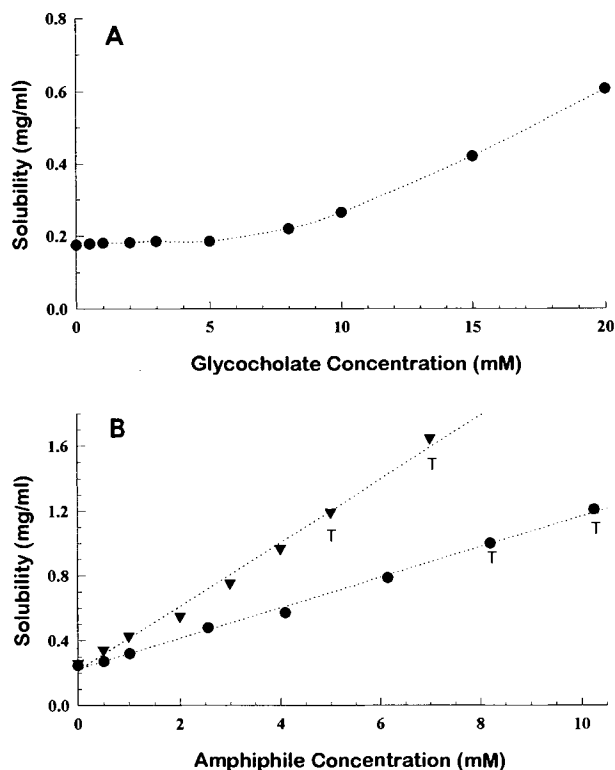 A
Solubility (mg/ml)
0.8
0.6
0.4
0.2
0.0
0 5 10 15 20
Glycocholate Concentration (mM)
B
Solubility (mg/ml)
1.6
1.2
0.8
0.4
0.0
T
T
T
T
0 2 4 6 8 10
Amphiphile Concentration (mM)